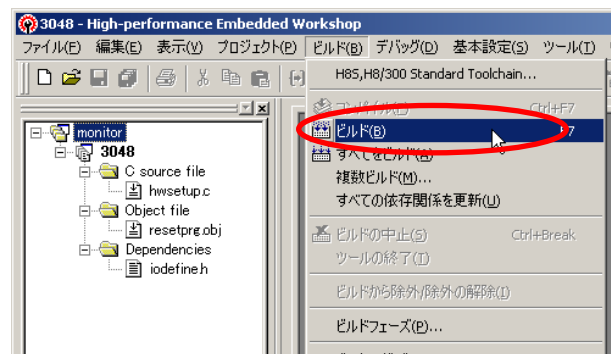 3048 - High-performance Embedded Workshop
ファイル(F) 編集(E) 表示(V) プロジェクト(P) ビルド(B) デバッグ(D) 基本設定(S) ツール(T)
H8S,H8/300 Standard Toolchain...
コンパイル(F) Ctrl+F7
ビルド(B) F7
すべてをビルド(A)
複数ビルド(M)...
すべての依存関係を更新(U)
ビルドの中止(S) Ctrl+Break
ツールの終了(T)
ビルドから除外/除外の解除(I)
ビルドフェーズ(P)...
monitor
3048
C source file
hwsetup.c
Object file
resetprg.obj
Dependencies
iodefine.h